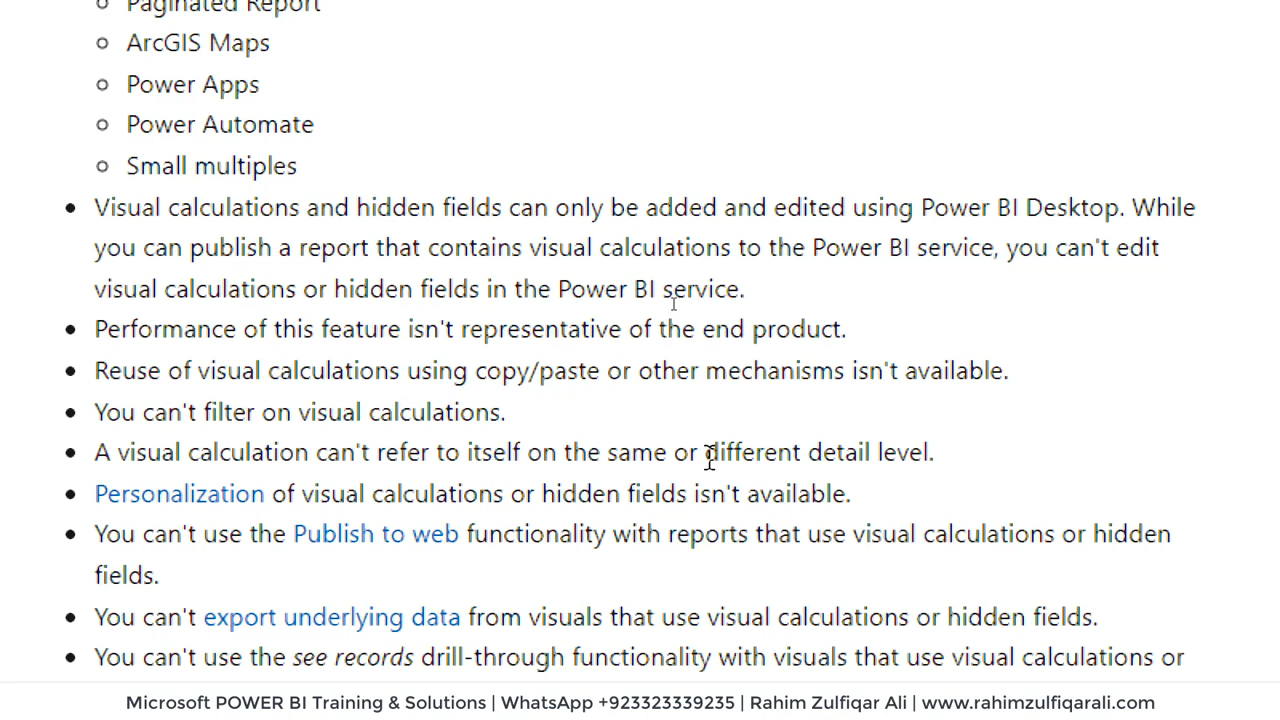 Paginated Report
ArcGIS Maps
Power Apps
Power Automate
Small multiples
Visual calculations and hidden fields can only be added and edited using Power BI Desktop. While
you can publish a report that contains visual calculations to the Power BI service, you can't edit
visual calculations or hidden fields in the Power BI service.
Performance of this feature isn't representative of the end product.
Reuse of visual calculations using copy/paste or other mechanisms isn't available.
You can't filter on visual calculations.
A visual calculation can't refer to itself on the same or different detail level.
Personalization of visual calculations or hidden fields isn't available.
You can't use the Publish to web functionality with reports that use visual calculations or hidden
fields.
You can't export underlying data from visuals that use visual calculations or hidden fields.
You can't use the see records drill-through functionality with visuals that use visual calculations or
Microsoft POWER BI Training & Solutions | WhatsApp +923323339235 | Rahim Zulfiqar Ali | www.rahimzulfiqarali.com